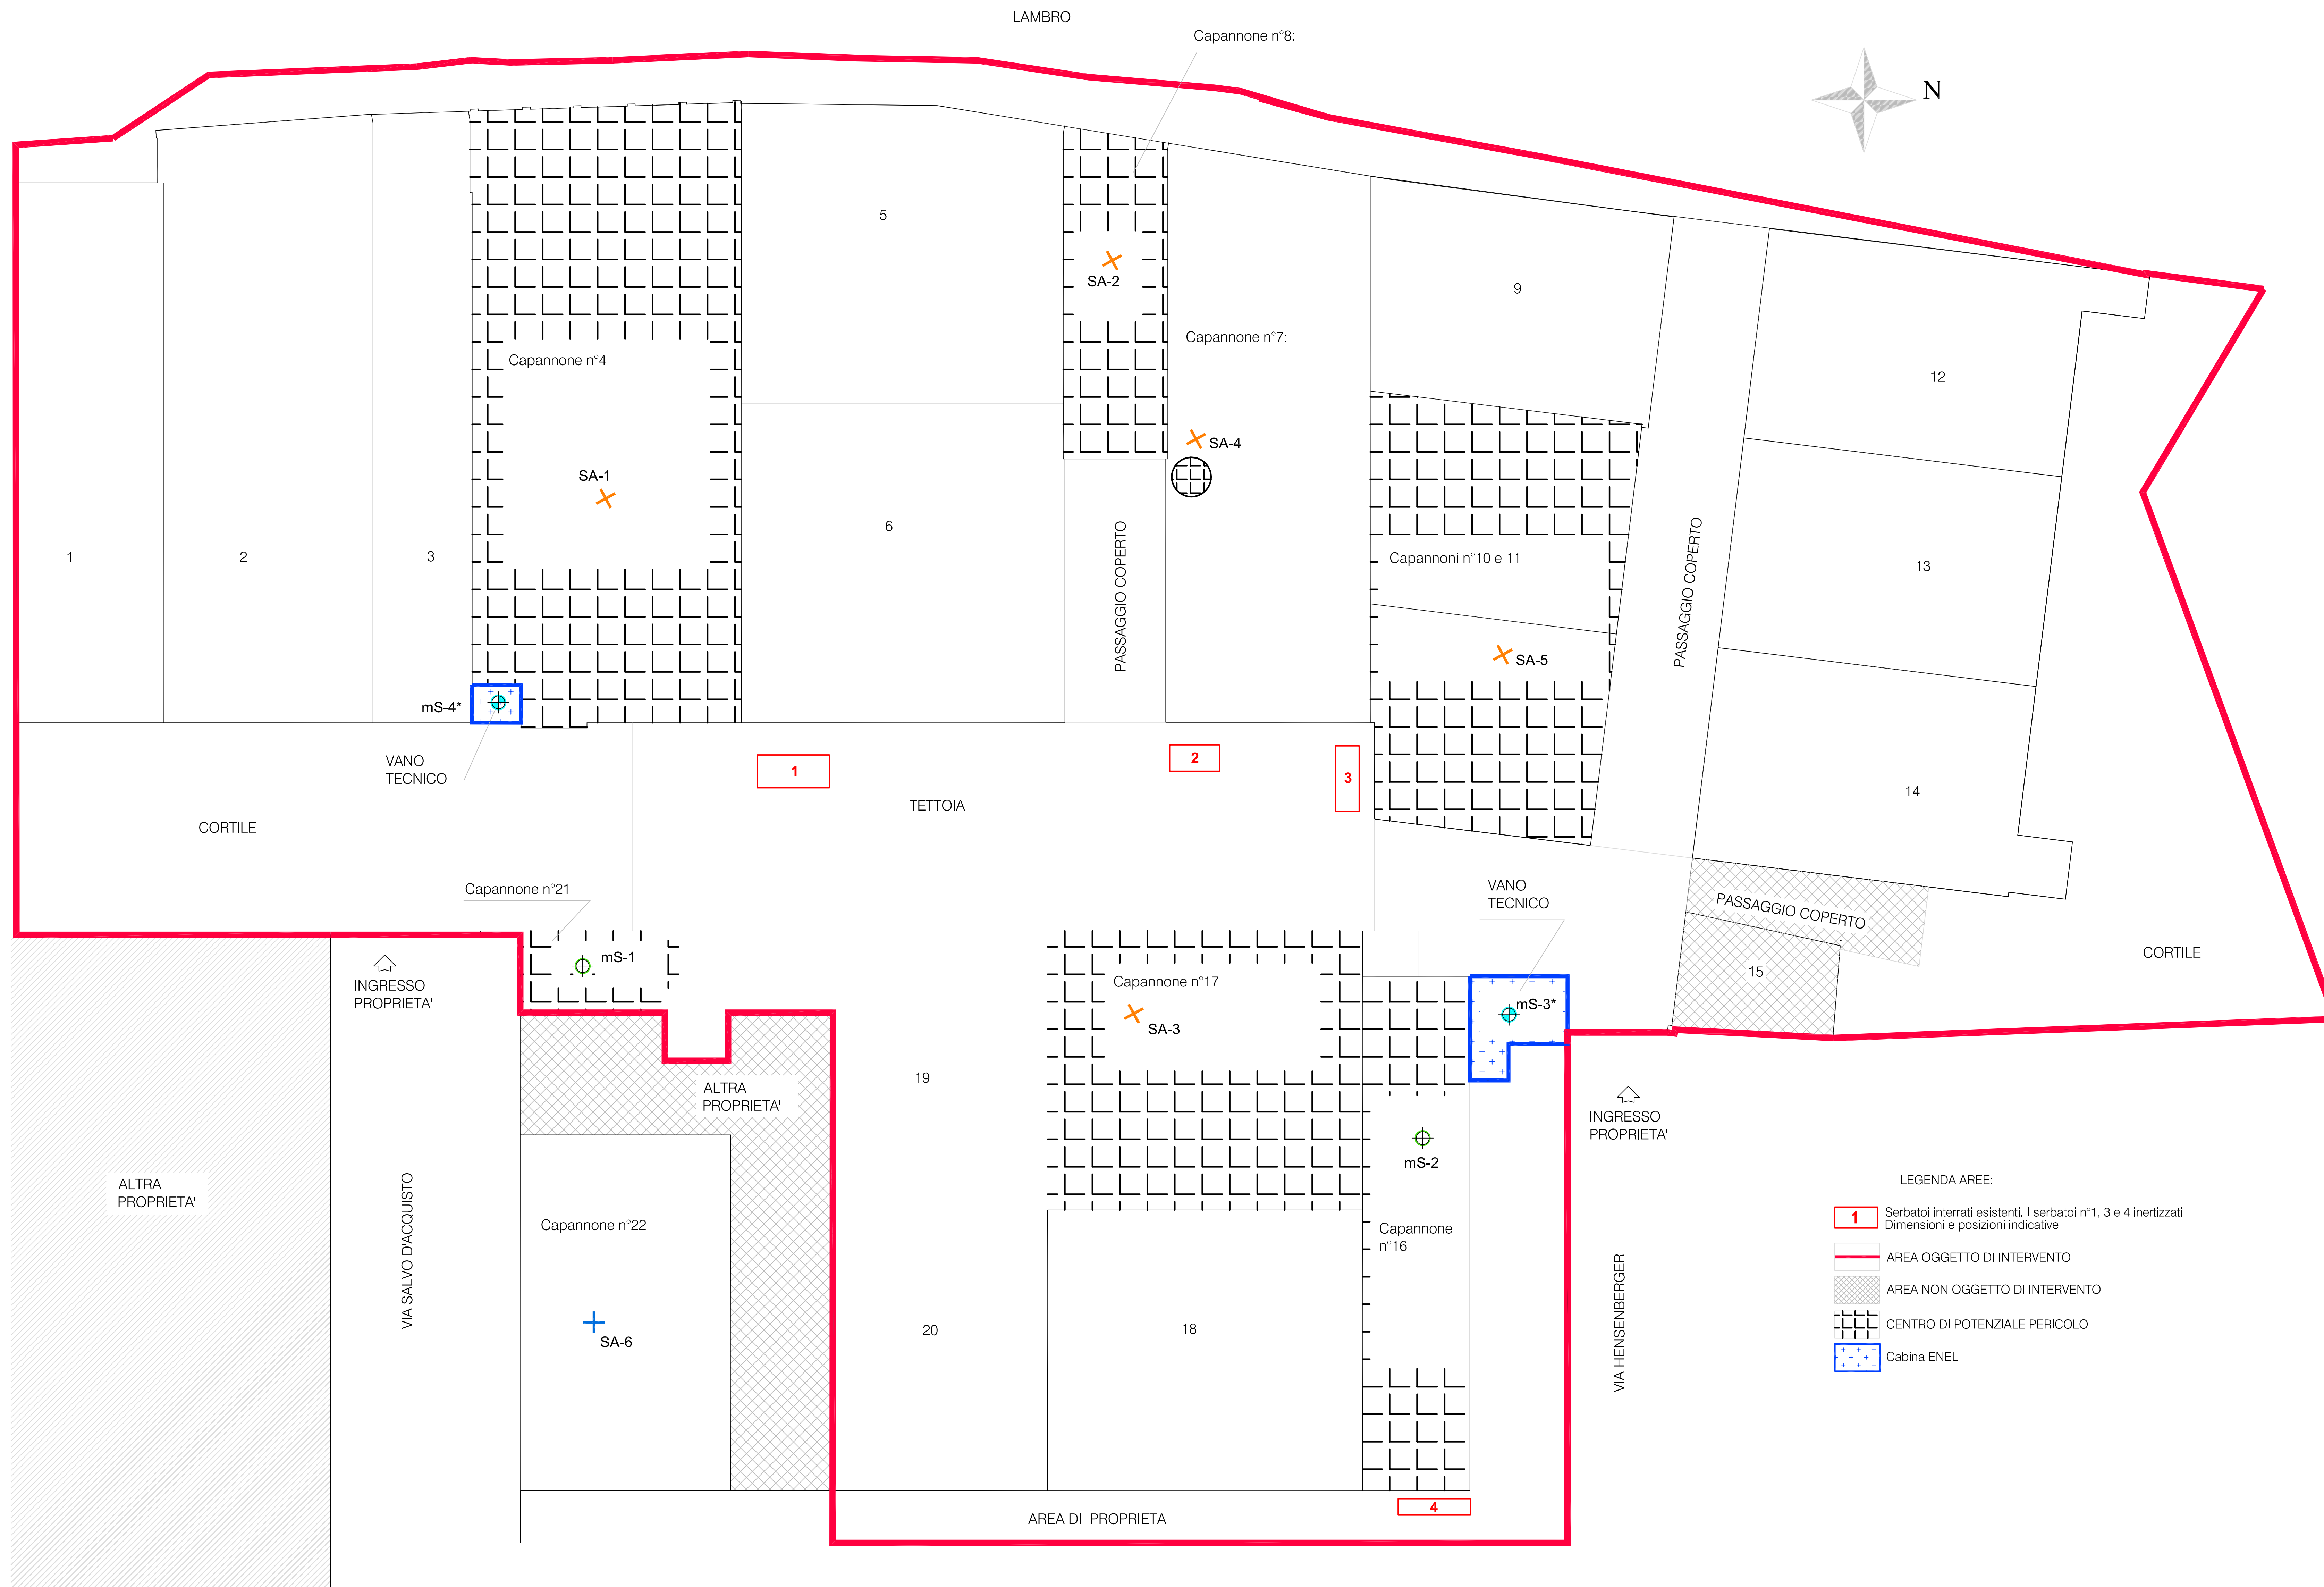 LAMBRO
Capannone n°8:
N
5
SA-2
9
Capannone n°7:
Capannone n°4
12
SA-4
SA-1
6
1
2
3
PASSAGGIO COPERTO
Capannoni n°10 e 11
PASSAGGIO COPERTO
13
SA-5
mS-4*
VANO
TECNICO
1
2
3
14
TETTOIA
CORTILE
Capannone n°21
VANO
TECNICO
PASSAGGIO COPERTO
CORTILE
mS-1
15
INGRESSO
PROPRIETA'
Capannone n°17
mS-3*
SA-3
19
ALTRA
PROPRIETA'
INGRESSO
PROPRIETA'
mS-2
ALTRA
PROPRIETA'
VIA SALVO D'ACQUISTO
Capannone n°22
Capannone
n°16
SA-6
20
18
VIA HENSENBERGER
4
AREA DI PROPRIETA'
LEGENDA AREE:
1
Serbatoi interrati esistenti. I serbatoi n°1, 3 e 4 inertizzati
Dimensioni e posizioni indicative
AREA OGGETTO DI INTERVENTO
AREA NON OGGETTO DI INTERVENTO
CENTRO DI POTENZIALE PERICOLO
Cabina ENEL